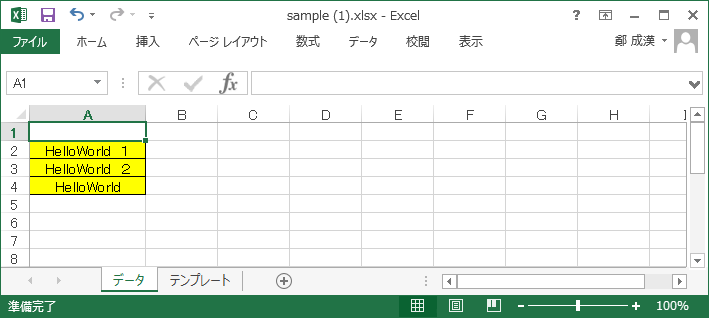 sample (1).xlsx - Excel
ファイル ホーム 挿入 ページ レイアウト 数式 データ 校閲 表示 鄭 成漢
A1 fx
A B C D E F G H I
1
2 HelloWorld 1
3 HelloWorld 2
4 HelloWorld
5
6
7
8
データ テンプレート
準備完了 100%